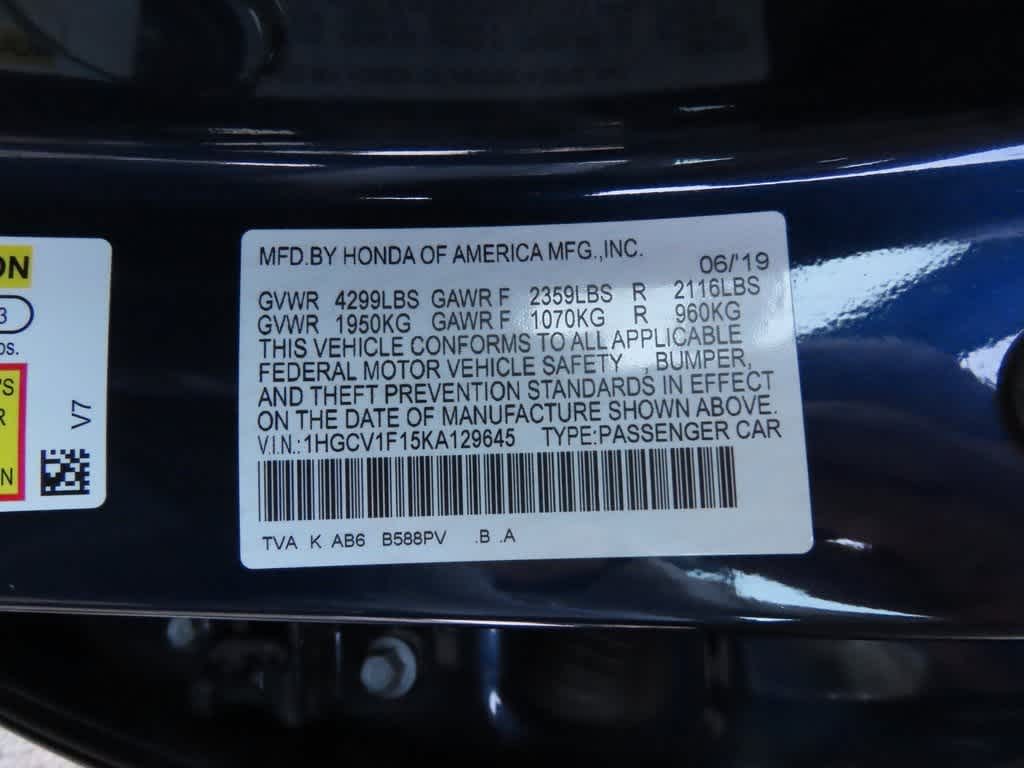 MFD.BY HONDA OF AMERICA MFG.,INC.
06/'19
GVWR 4299LBS GAWR F 2359LBS R 2116LBS
GVWR 1950KG GAWR F 1070KG R 960KG
THIS VEHICLE CONFORMS TO ALL APPLICABLE
FEDERAL MOTOR VEHICLE SAFETY , BUMPER,
AND THEFT PREVENTION STANDARDS IN EFFECT
ON THE DATE OF MANUFACTURE SHOWN ABOVE.
V.I.N.:1HGCV1F15KA129645 TYPE:PASSENGER CAR
TVA K AB6 B588PV .B .A
ON
3
OS.
'S
R
N
V7